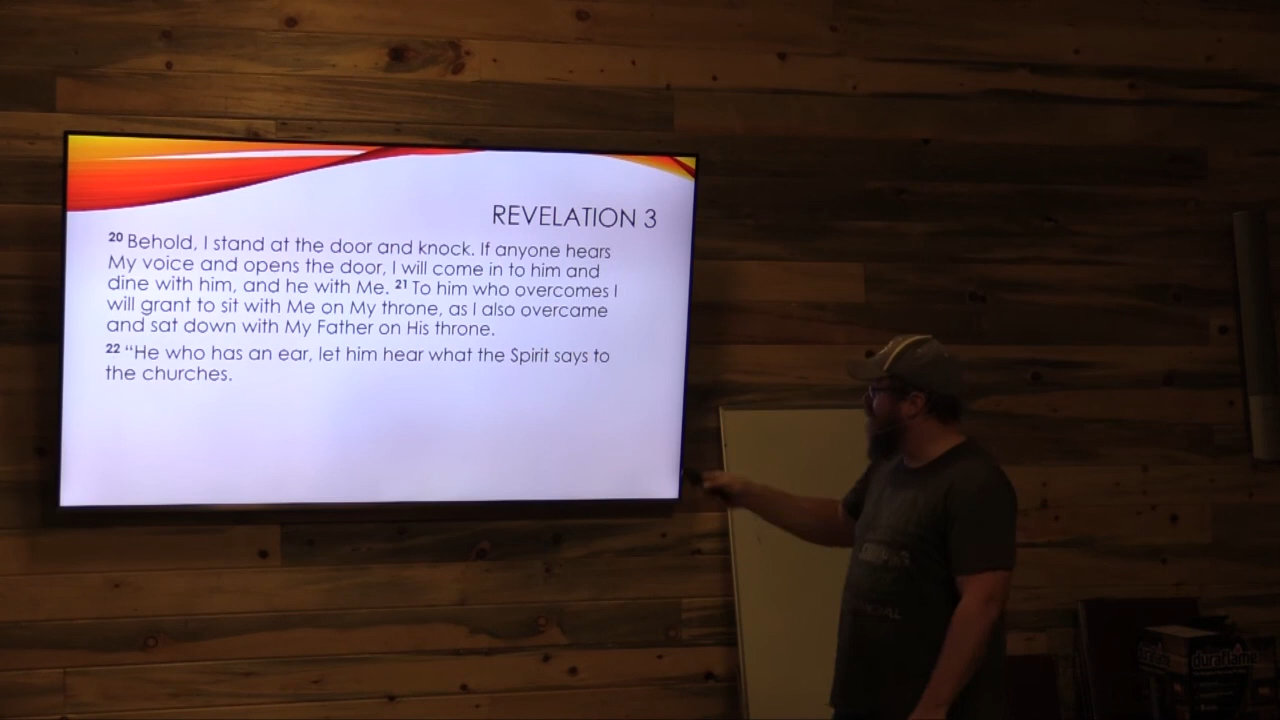 REVELATION 3
20 Behold, I stand at the door and knock. If anyone hears
My voice and opens the door, I will come in to him and
dine with him, and he with Me. 21 To him who overcomes I
will grant to sit with Me on My throne, as I also overcame
and sat down with My Father on His throne.
22 “He who has an ear, let him hear what the Spirit says to
the churches.
duraflame